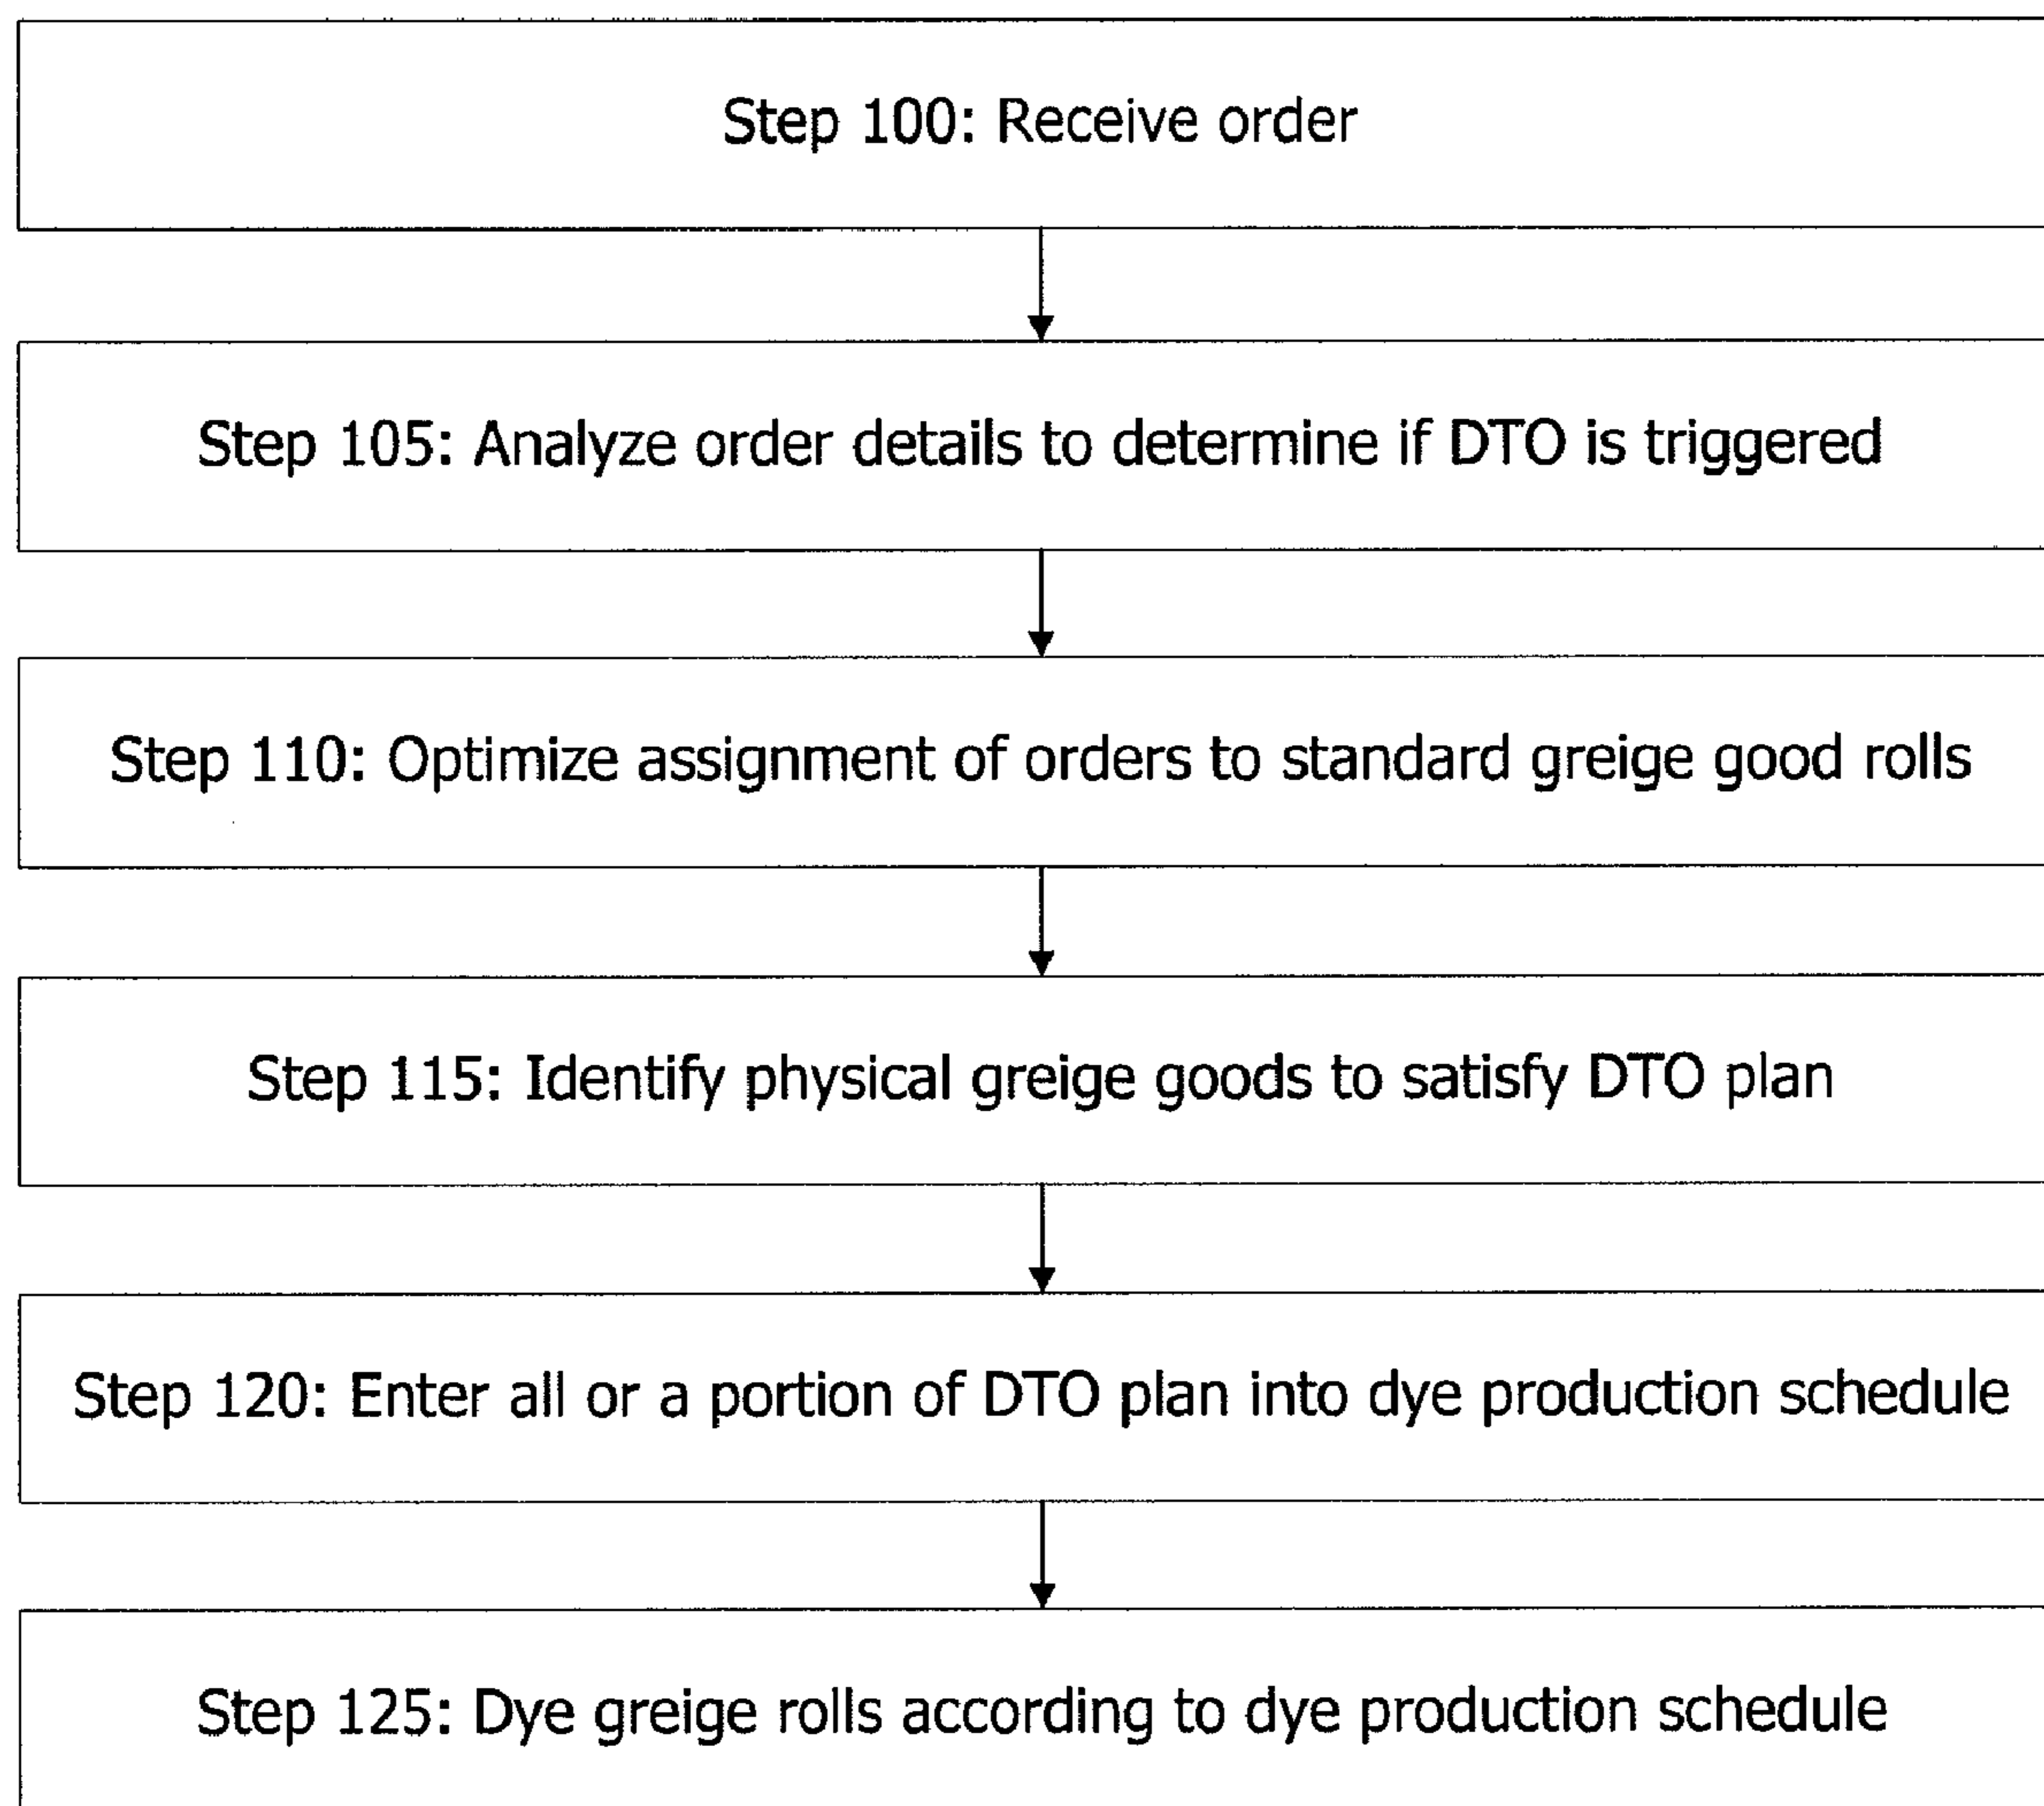 Step 100: Receive order
Step 105: Analyze order details to determine if DTO is triggered
Step 110: Optimize assignment of orders to standard greige good rolls
Step 115: Identify physical greige goods to satisfy DTO plan
Step 120: Enter all or a portion of DTO plan into dye production schedule
Step 125: Dye greige rolls according to dye production schedule